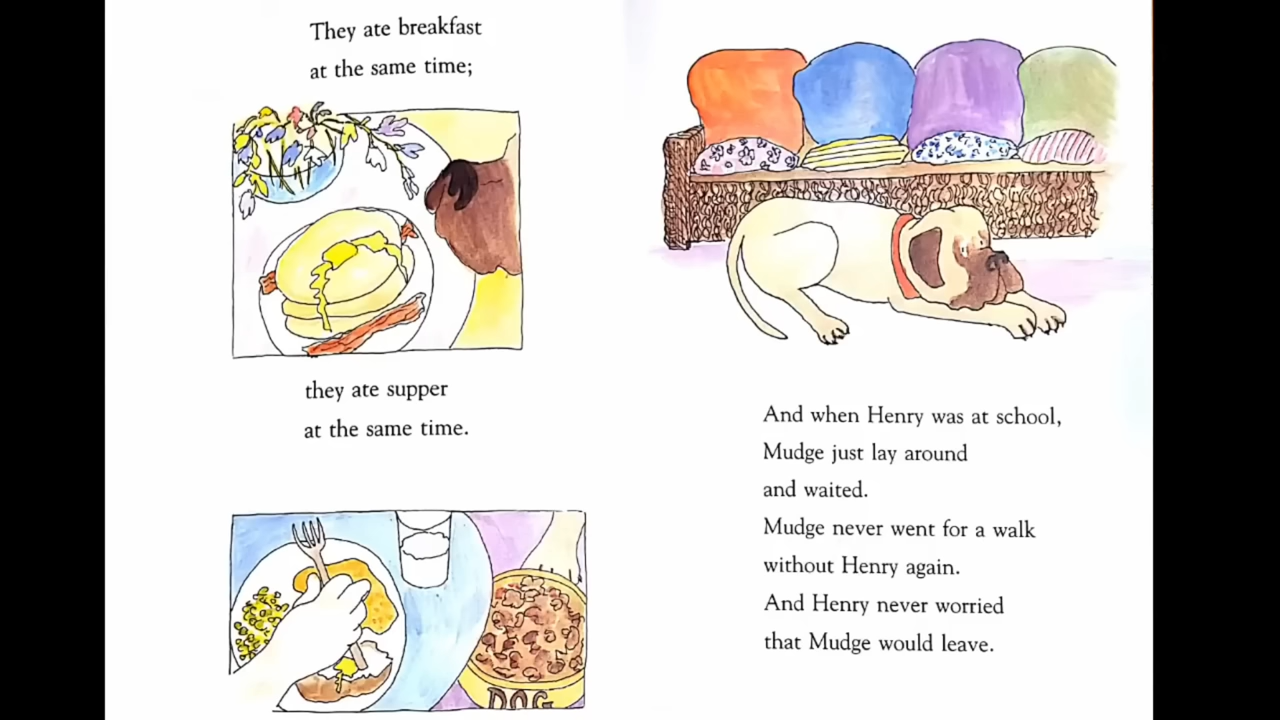 They ate breakfast
at the same time;
they ate supper
at the same time.
DOG
And when Henry was at school,
Mudge just lay around
and waited.
Mudge never went for a walk
without Henry again.
And Henry never worried
that Mudge would leave.